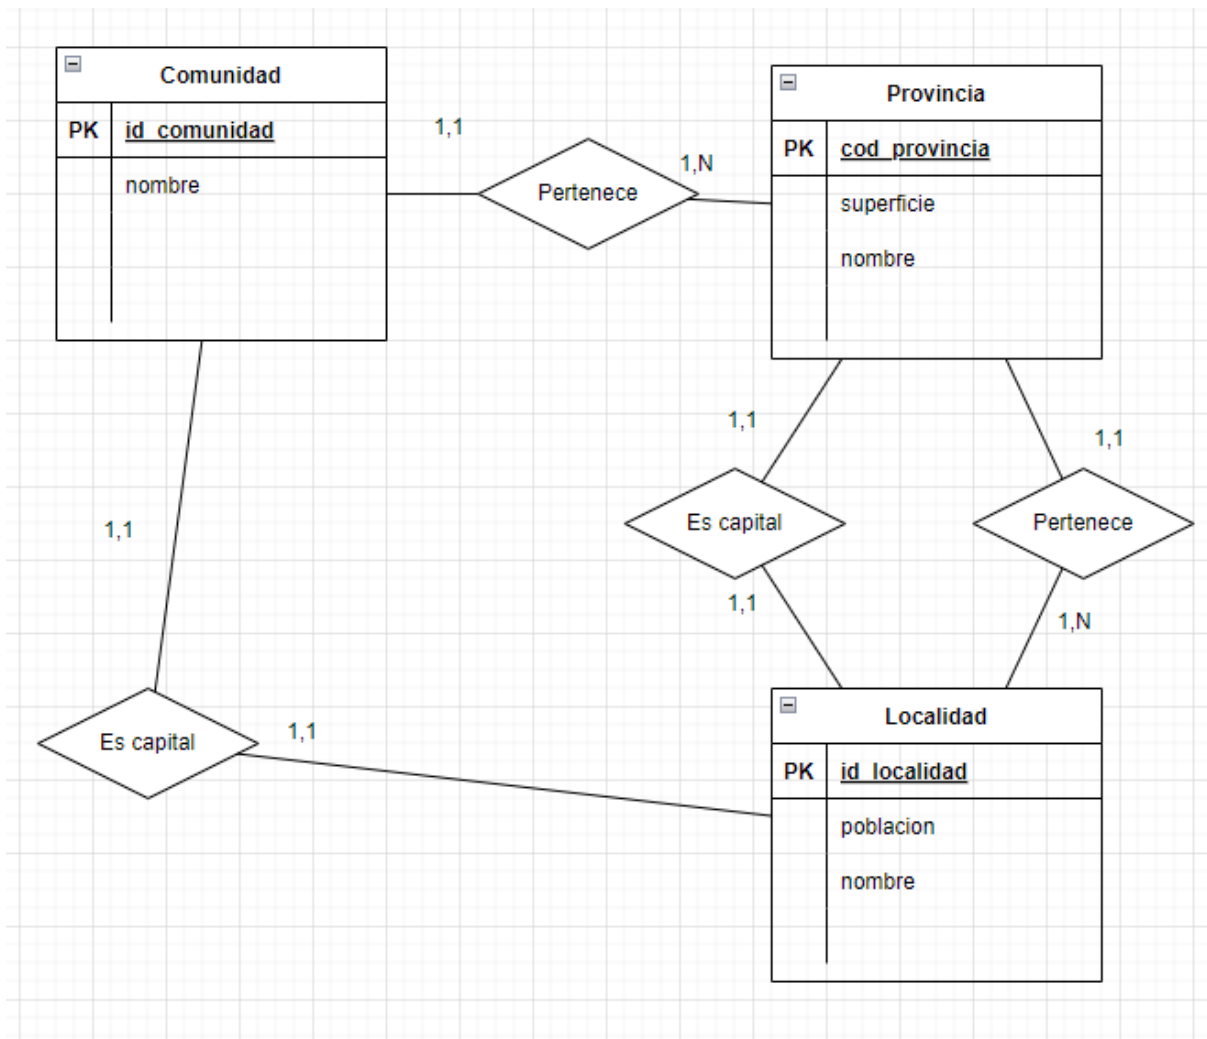 Comunidad
PK id_comunidad
nombre
1,1
Pertenece
1,N
Provincia
PK cod_provincia
superficie
nombre
1,1
1,1
Es capital
Pertenece
1,1
1,N
1,1
Es capital
1,1
Localidad
PK id_localidad
poblacion
nombre